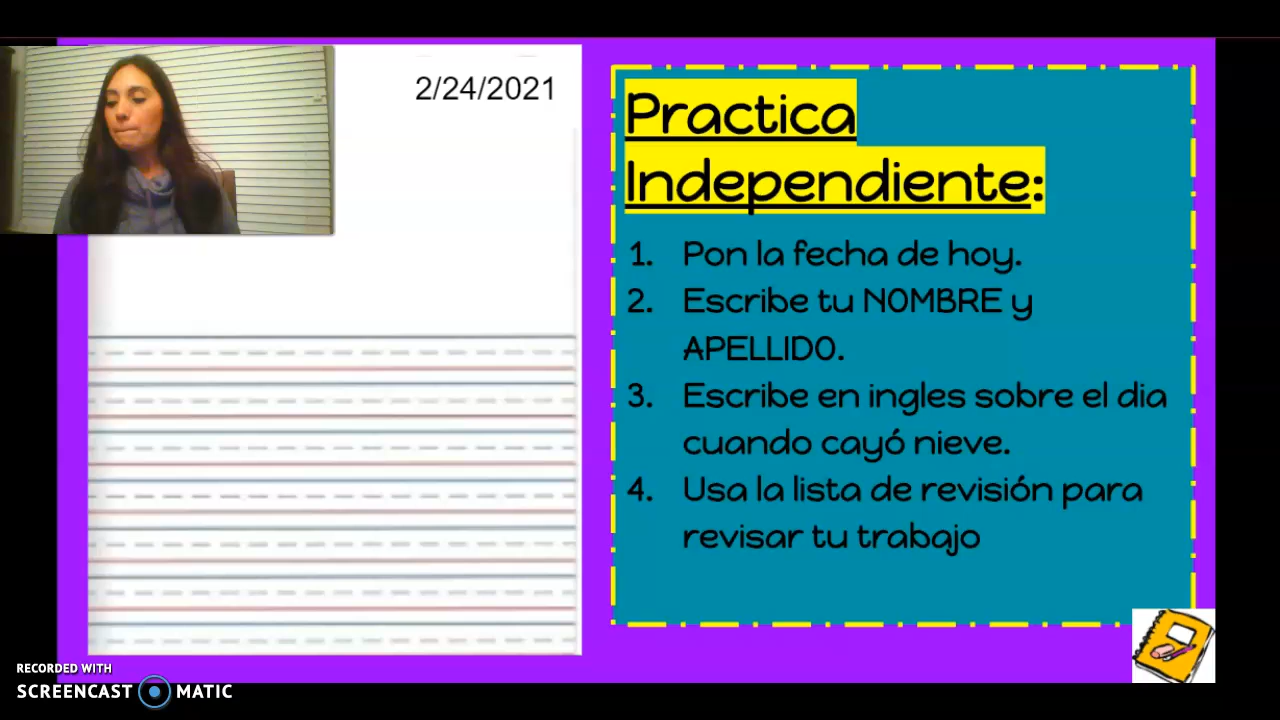 2/24/2021
Practica
Independiente:
1. Pon la fecha de hoy.
2. Escribe tu NOMBRE y
APELLIDO.
3. Escribe en ingles sobre el dia
cuando cayó nieve.
4. Usa la lista de revisión para
revisar tu trabajo
RECORDED WITH
SCREENCAST MATIC